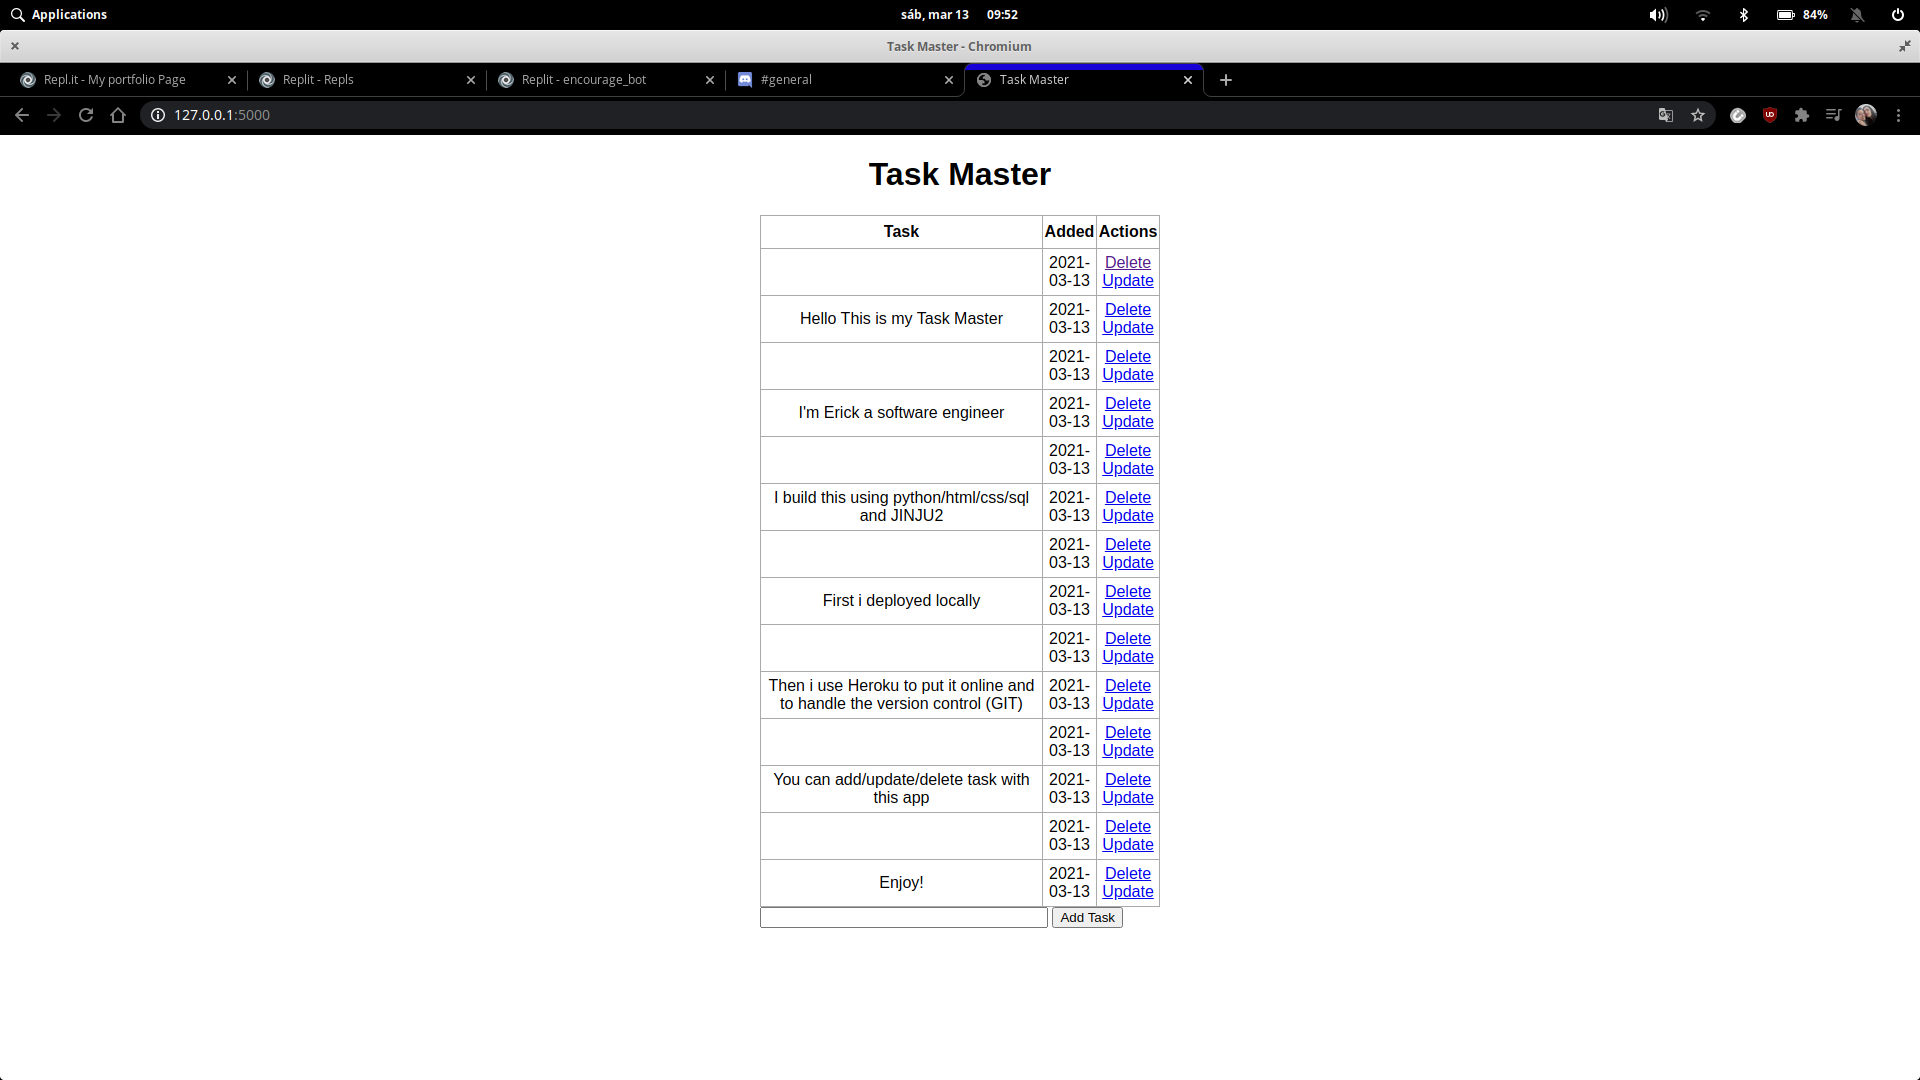 Applications
sáb, mar 13 09:52
84%
Task Master - Chromium
Repl.it - My portfolio Page
Replit - Repls
Replit - encourage_bot
#general
Task Master
127.0.0.1:5000
Task Master
Task Added Actions
2021- Delete
03-13 Update
Hello This is my Task Master
2021- Delete
03-13 Update
2021- Delete
03-13 Update
I'm Erick a software engineer
2021- Delete
03-13 Update
2021- Delete
03-13 Update
I build this using python/html/css/sql
and JINJU2
2021- Delete
03-13 Update
2021- Delete
03-13 Update
First i deployed locally
2021- Delete
03-13 Update
2021- Delete
03-13 Update
Then i use Heroku to put it online and
to handle the version control (GIT)
2021- Delete
03-13 Update
2021- Delete
03-13 Update
You can add/update/delete task with
this app
2021- Delete
03-13 Update
2021- Delete
03-13 Update
Enjoy!
2021- Delete
03-13 Update
Add Task